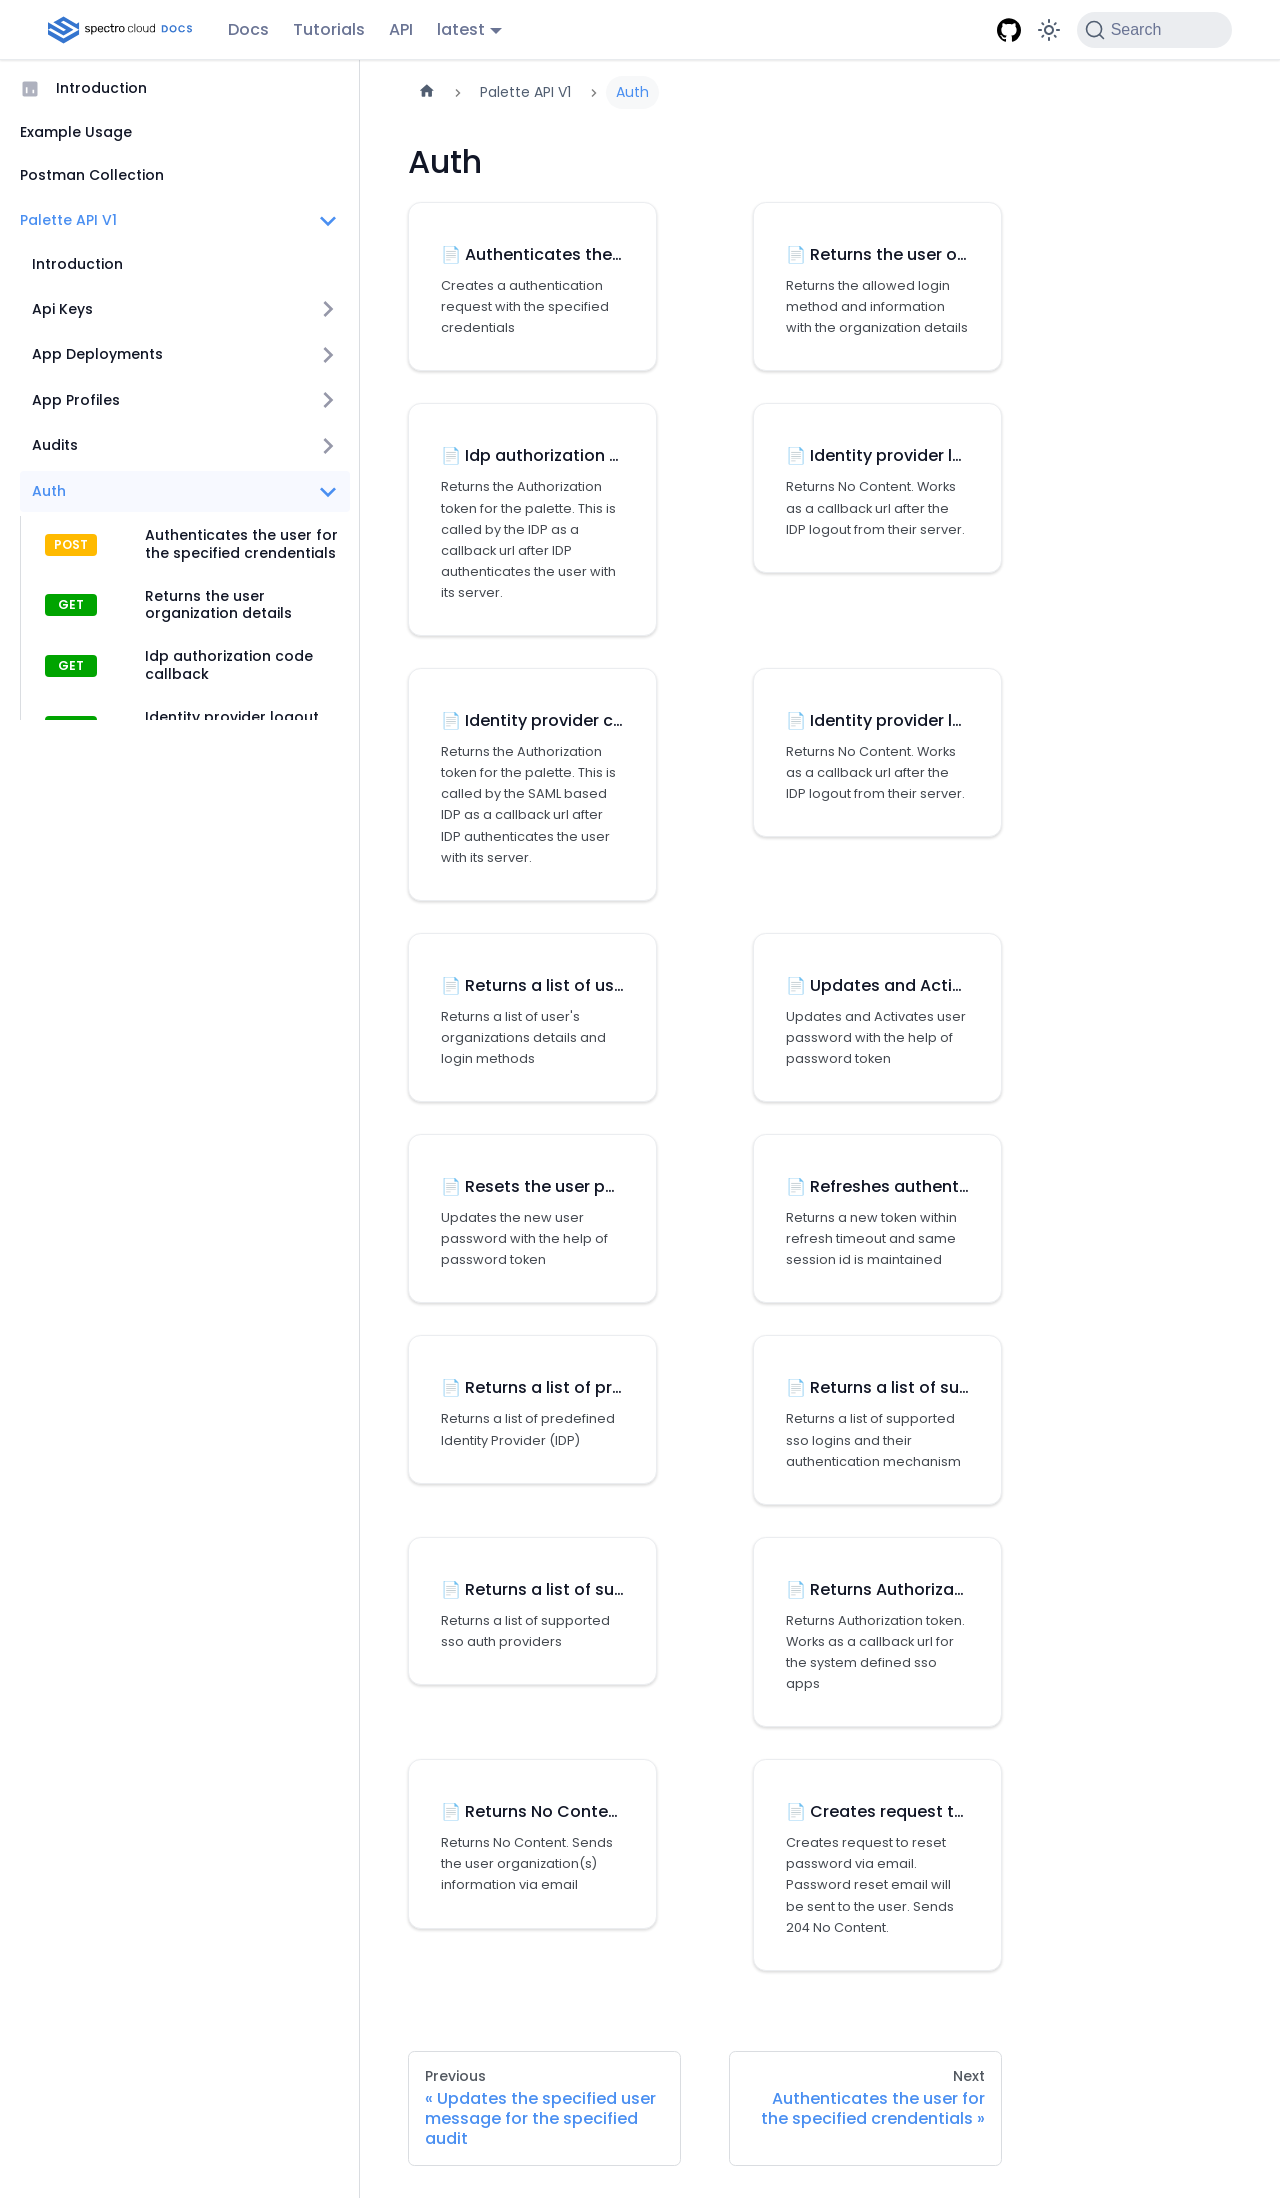 spectro cloud DOCS
Docs
Tutorials
API
latest
Search
Introduction
Example Usage
Postman Collection
Palette API V1
Introduction
Api Keys
App Deployments
App Profiles
Audits
Auth
POST
Authenticates the user for
the specified crendentials
GET
Returns the user
organization details
GET
Idp authorization code
callback
Identity provider logout
Palette API V1
Auth
Auth
Authenticates the...
Creates a authentication
request with the specified
credentials
Returns the user o...
Returns the allowed login
method and information
with the organization details
Idp authorization ...
Returns the Authorization
token for the palette. This is
called by the IDP as a
callback url after IDP
authenticates the user with
its server.
Identity provider l...
Returns No Content. Works
as a callback url after the
IDP logout from their server.
Identity provider c...
Returns the Authorization
token for the palette. This is
called by the SAML based
IDP as a callback url after
IDP authenticates the user
with its server.
Identity provider l...
Returns No Content. Works
as a callback url after the
IDP logout from their server.
Returns a list of us...
Returns a list of user's
organizations details and
login methods
Updates and Acti...
Updates and Activates user
password with the help of
password token
Resets the user p...
Updates the new user
password with the help of
password token
Refreshes authent...
Returns a new token within
refresh timeout and same
session id is maintained
Returns a list of pr...
Returns a list of predefined
Identity Provider (IDP)
Returns a list of su...
Returns a list of supported
sso logins and their
authentication mechanism
Returns a list of su...
Returns a list of supported
sso auth providers
Returns Authoriza...
Returns Authorization token.
Works as a callback url for
the system defined sso
apps
Returns No Conte...
Returns No Content. Sends
the user organization(s)
information via email
Creates request t...
Creates request to reset
password via email.
Password reset email will
be sent to the user. Sends
204 No Content.
Previous
« Updates the specified user
message for the specified
audit
Next
Authenticates the user for
the specified crendentials »